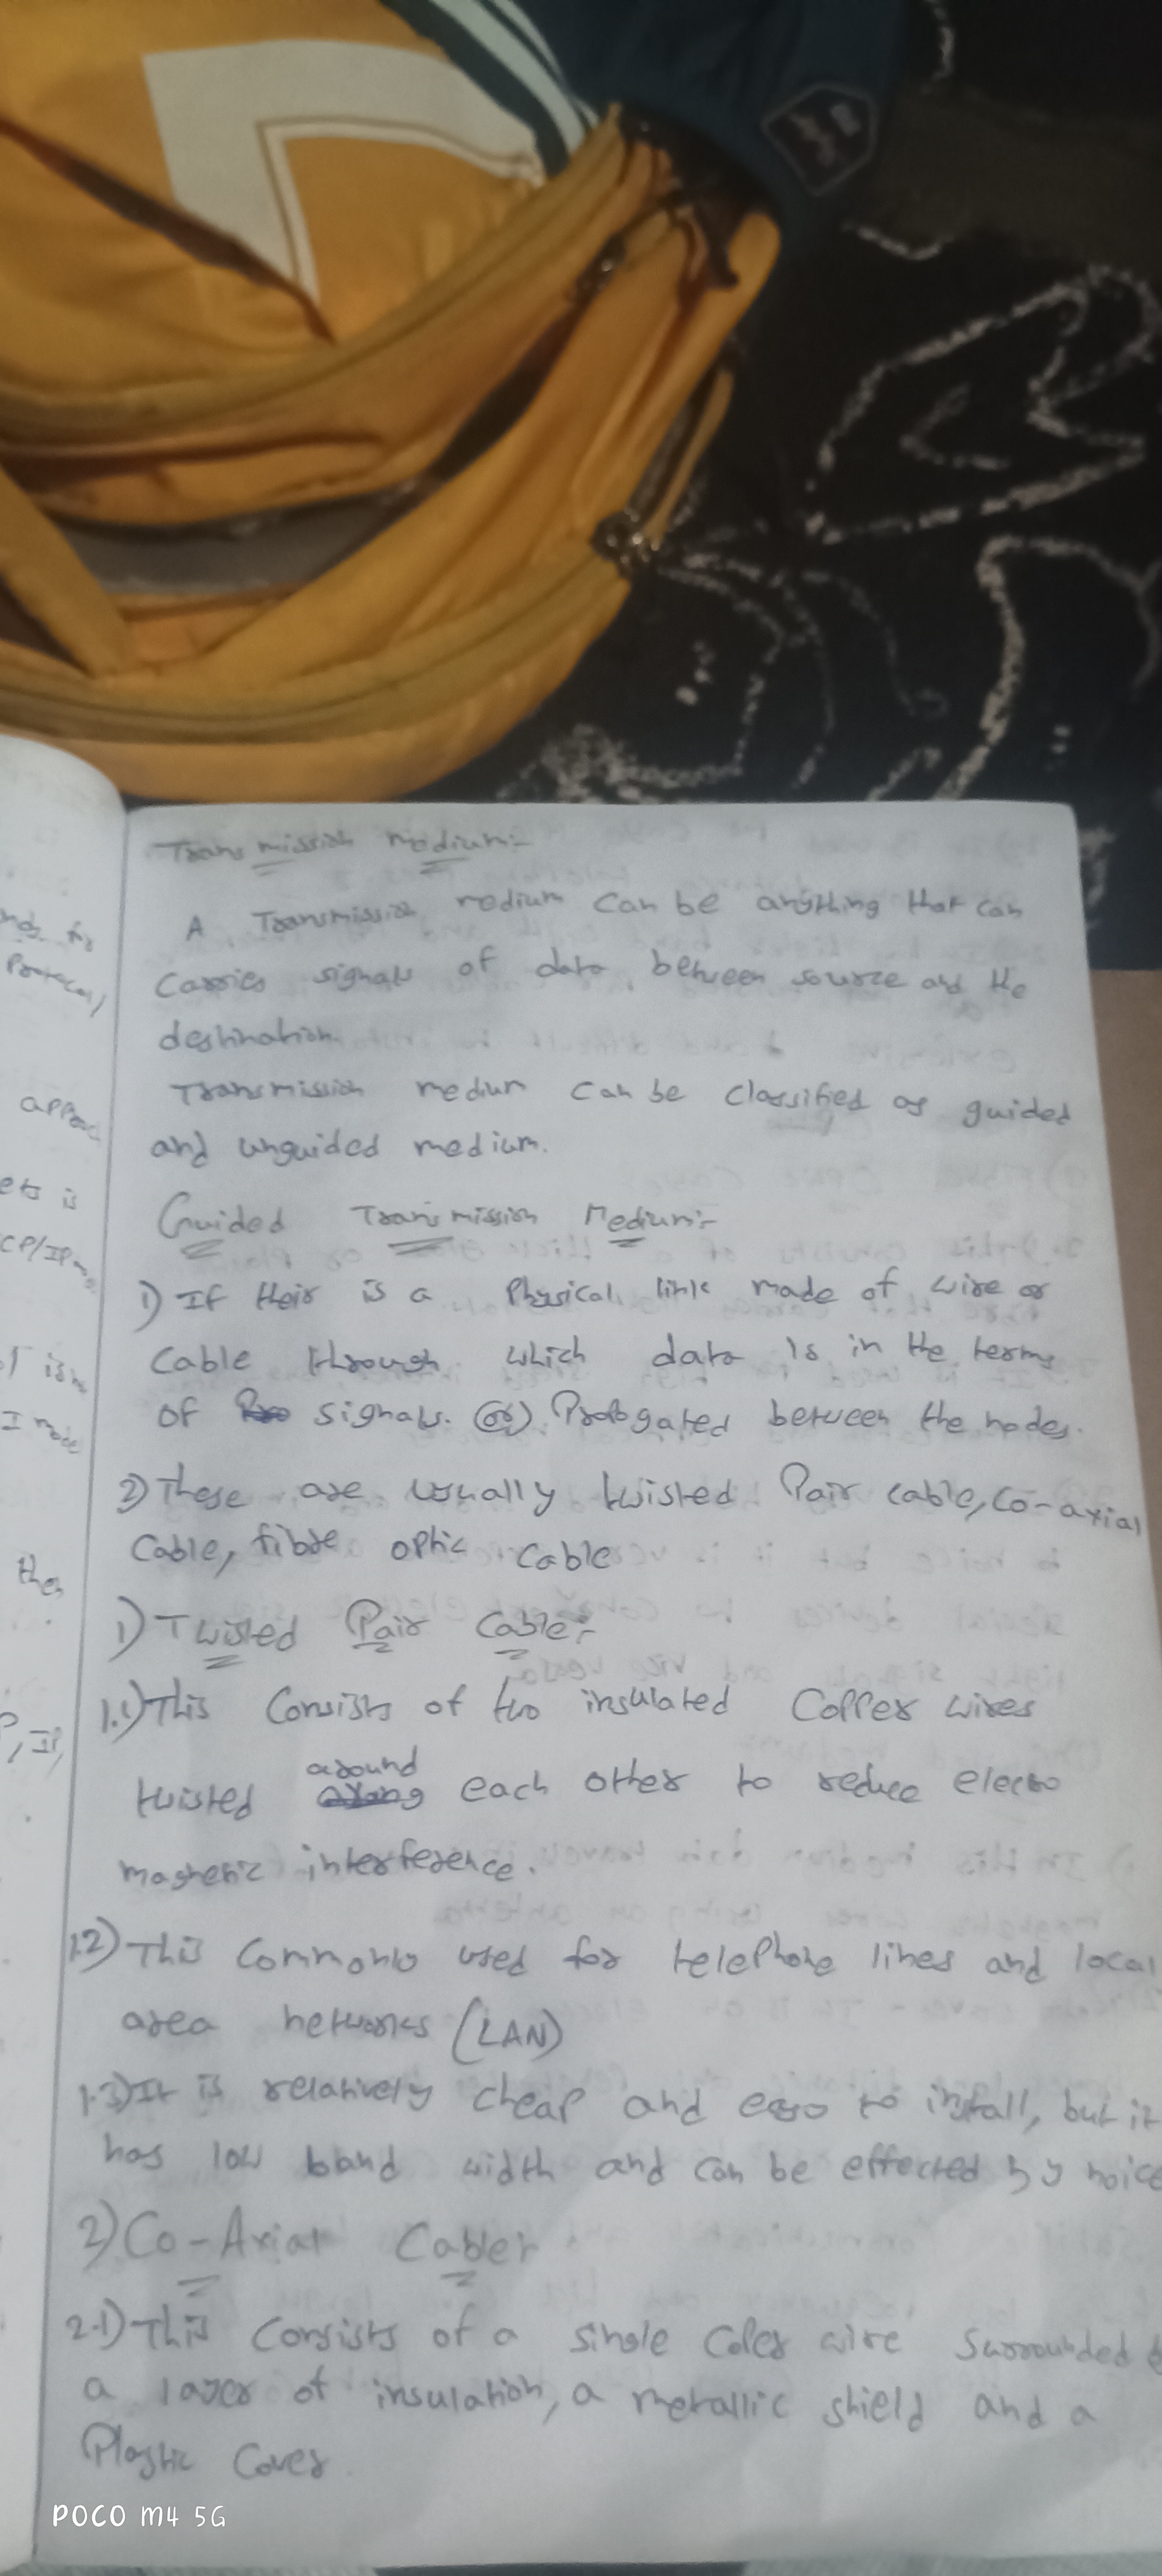 Transmission medium:-
A Transmission medium can be anything that can
carries signals of data between source and the
destination.
Transmission medium can be classified as guided
and unguided medium.
Guided Transmission Medium:-
1) If their is a Physical link made of wire or
cable through which data is in the terms
of signals. (or) Propogated between the nodes.
2) These are usually twisted Pair cable, co-axial
cable, fibre optic cable
1) Twisted Pair Cable:-
1.1) This Consists of two insulated Copper wires
twisted around each other to reduce electro
magnetic interference.
1.2) This Commonly used for telephone lines and local
area networks (LAN)
1.3) It is relatively cheap and easy to install, but it
has low band width and can be effected by noice
2) Co-Axial Cable:-
2.1) This Consists of a single Coper wire Surrounded
a layer of insulation, a metallic shield and a
Plastic Cover.
POCO M4 5G